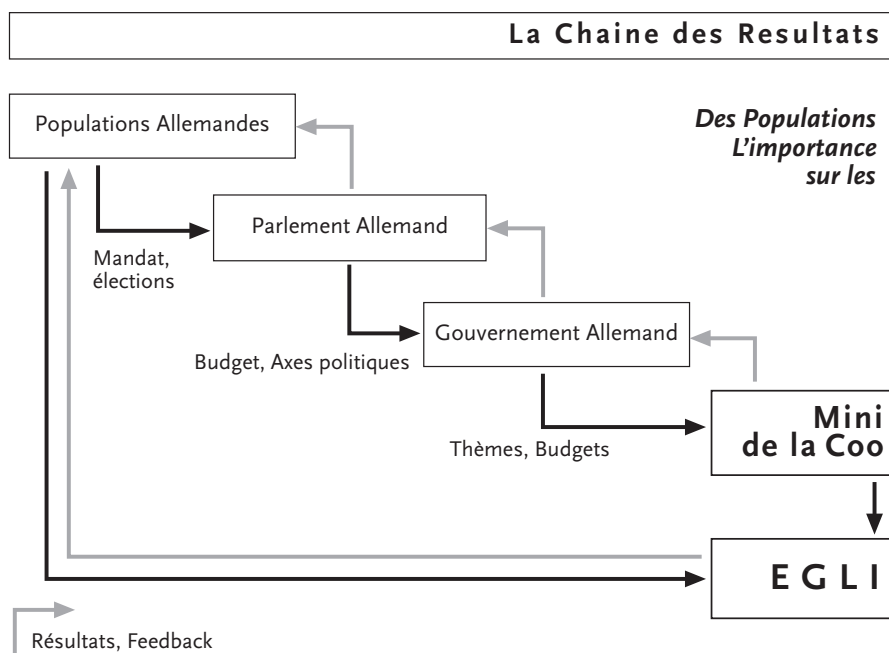 La Chaine des Resultats
Populations Allemandes
Des Populations
L'importance
sur les
Parlement Allemand
Mandat,
élections
Gouvernement Allemand
Budget, Axes politiques
Mini
de la Coo
Thèmes, Budgets
EGLI
Résultats, Feedback